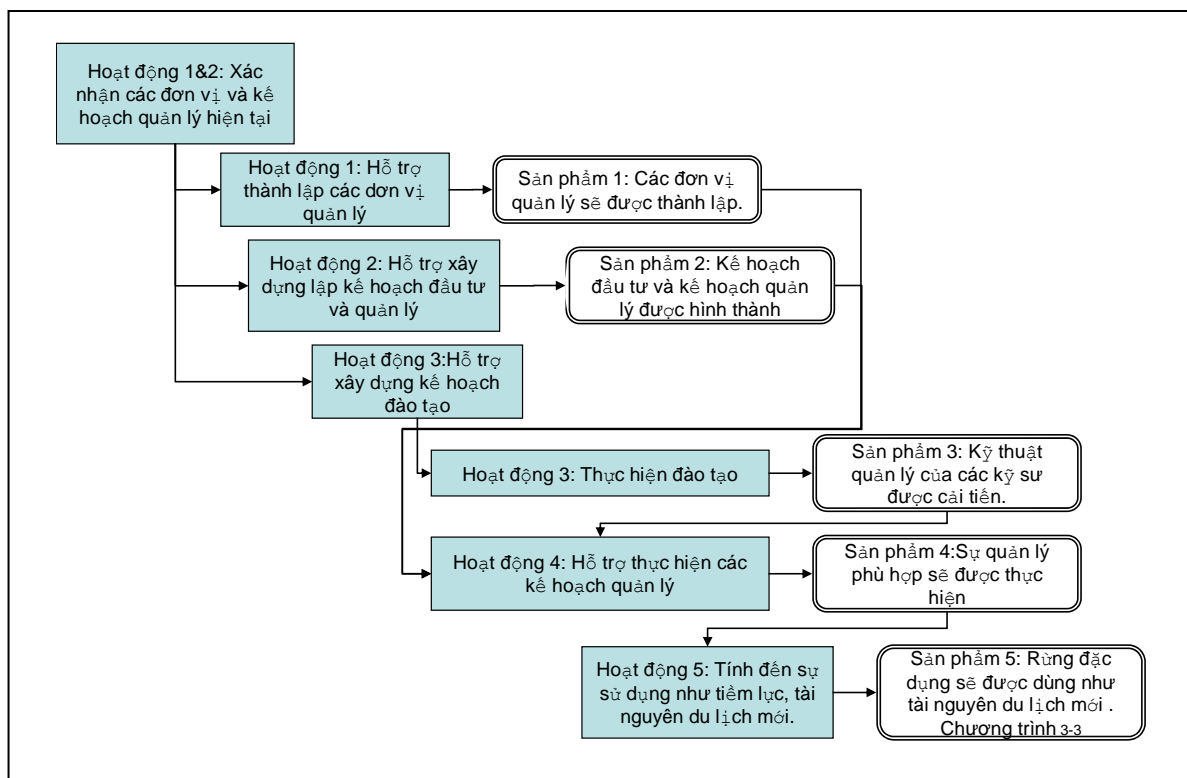 Hoạt động 1&2: Xác
nhận các đơn vị và kế
hoạch quản lý hiện tại
Hoạt động 1: Hỗ trợ
thành lập các dơn vị
quản lý
Sản phẩm 1: Các đơn vị
quản lý sẽ được thành lập.
Hoạt động 2: Hỗ trợ xây
dựng lập kế hoạch đầu tư
và quản lý
Sản phẩm 2: Kế hoạch
đầu tư và kế hoạch quản
lý được hình thành
Hoạt động 3:Hỗ trợ
xây dựng kế hoạch
đào tạo
Hoạt động 3: Thực hiện đào tạo
Sản phẩm 3: Kỹ thuật
quản lý của các kỹ sư
được cải tiến.
Hoạt động 4: Hỗ trợ thực hiện các
kế hoạch quản lý
Sản phẩm 4:Sự quản lý
phù hợp sẽ được thực
hiện
Hoạt động 5: Tính đến sự
sử dụng như tiềm lực, tài
nguyên du lịch mới.
Sản phẩm 5: Rừng đặc
dụng sẽ được dùng như
tài nguyên du lịch mới .
Chương trình 3-3